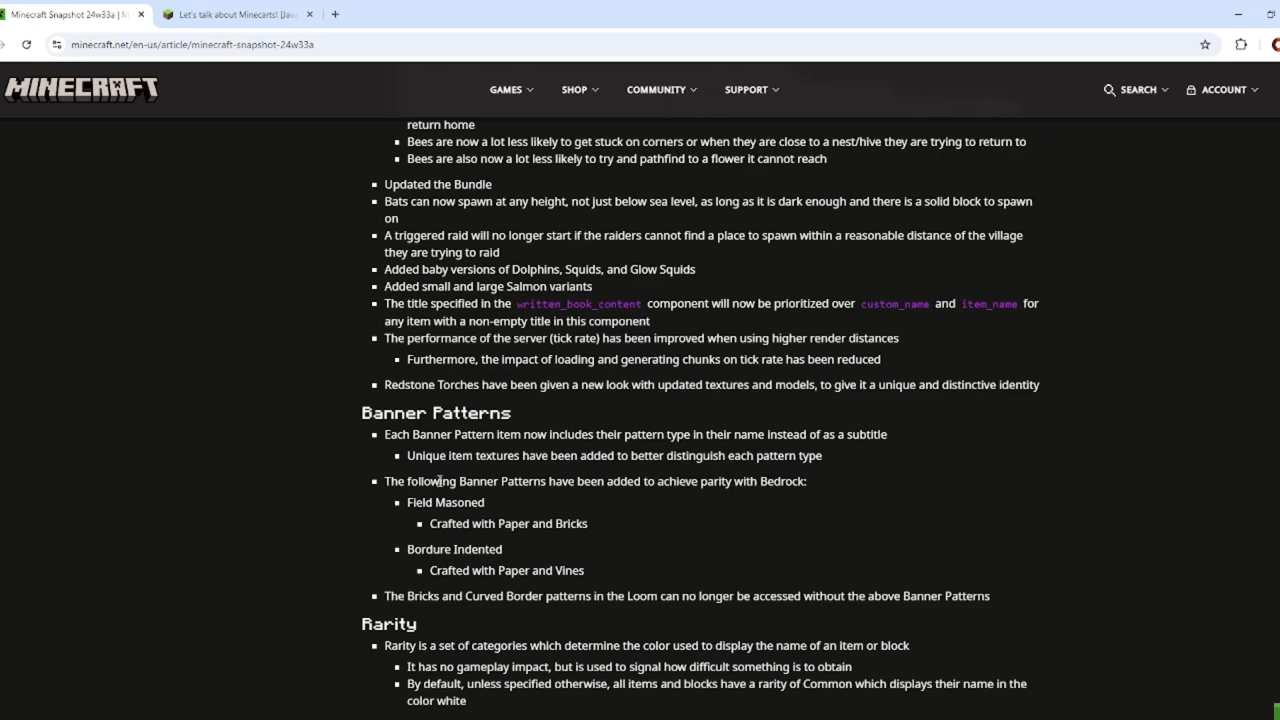 Minecraft Snapshot 24w33a | M
Let's talk about Minecarts! [Jav
minecraft.net/en-us/article/minecraft-snapshot-24w33a
MINECRAFT
GAMES
SHOP
COMMUNITY
SUPPORT
SEARCH
ACCOUNT
return home
Bees are now a lot less likely to get stuck on corners or when they are close to a nest/hive they are trying to return to
Bees are also now a lot less likely to try and pathfind to a flower it cannot reach
Updated the Bundle
Bats can now spawn at any height, not just below sea level, as long as it is dark enough and there is a solid block to spawn
on
A triggered raid will no longer start if the raiders cannot find a place to spawn within a reasonable distance of the village
they are trying to raid
Added baby versions of Dolphins, Squids, and Glow Squids
Added small and large Salmon variants
The title specified in the written_book_content component will now be prioritized over custom_name and item_name for
any item with a non-empty title in this component
The performance of the server (tick rate) has been improved when using higher render distances
Furthermore, the impact of loading and generating chunks on tick rate has been reduced
Redstone Torches have been given a new look with updated textures and models, to give it a unique and distinctive identity
Banner Patterns
Each Banner Pattern item now includes their pattern type in their name instead of as a subtitle
Unique item textures have been added to better distinguish each pattern type
The following Banner Patterns have been added to achieve parity with Bedrock:
Field Masoned
Crafted with Paper and Bricks
Bordure Indented
Crafted with Paper and Vines
The Bricks and Curved Border patterns in the Loom can no longer be accessed without the above Banner Patterns
Rarity
Rarity is a set of categories which determine the color used to display the name of an item or block
It has no gameplay impact, but is used to signal how difficult something is to obtain
By default, unless specified otherwise, all items and blocks have a rarity of Common which displays their name in the
color white